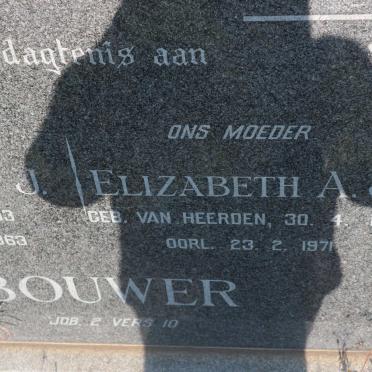 dagtenis aan
ONS MOEDER
J. ELIZABETH A.
GEB. VAN HEERDEN, 30. 4.
OORL. 23. 2. 1971
BOUWER
JOB. 2 VERS 10